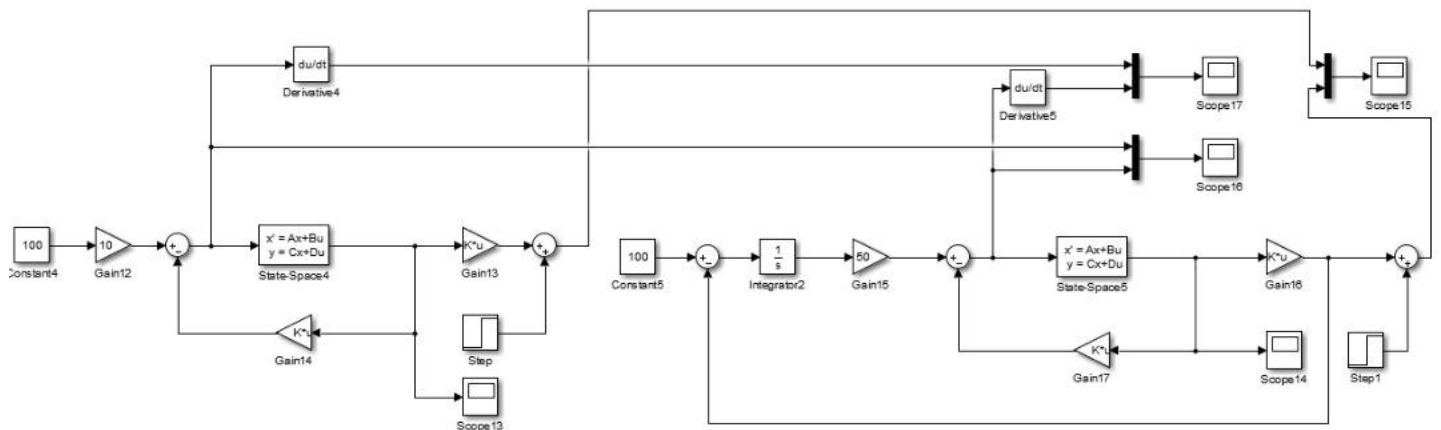 du/dt
Derivative4
du/dt
Derivative5
Scope17
Scope15
Scope16
100
Constant4
10
Gain12
+
−
x' = Ax+Bu
y = Cx+Du
State-Space4
K*u
Gain13
+
+
100
Constant5
+
−
1
s
Integrator2
50
Gain15
+
−
x' = Ax+Bu
y = Cx+Du
State-Space5
K*u
Gain16
+
+
K*u
Gain14
Step
Scope13
K*u
Gain17
Scope14
Step1